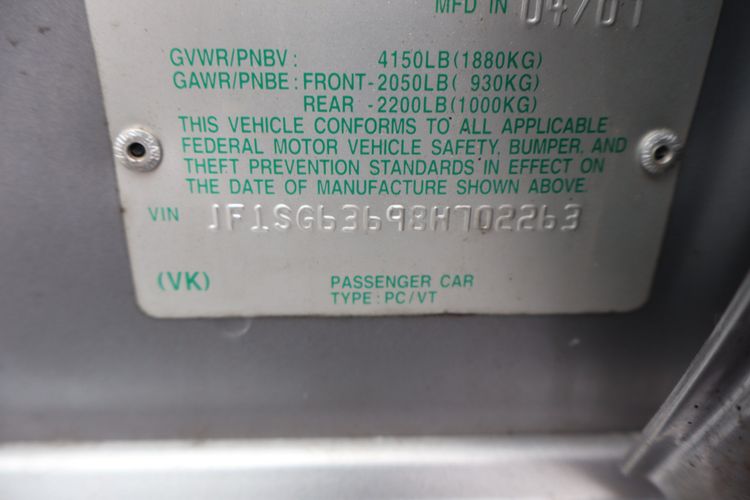 MFD IN 04/07
GVWR/PNBV: 4150LB(1880KG)
GAWR/PNBE: FRONT-2050LB( 930KG)
REAR -2200LB(1000KG)
THIS VEHICLE CONFORMS TO ALL APPLICABLE
FEDERAL MOTOR VEHICLE SAFETY, BUMPER, AND
THEFT PREVENTION STANDARDS IN EFFECT ON
THE DATE OF MANUFACTURE SHOWN ABOVE.
VIN JF1SG63698H702263
(VK) PASSENGER CAR
TYPE: PC/VT